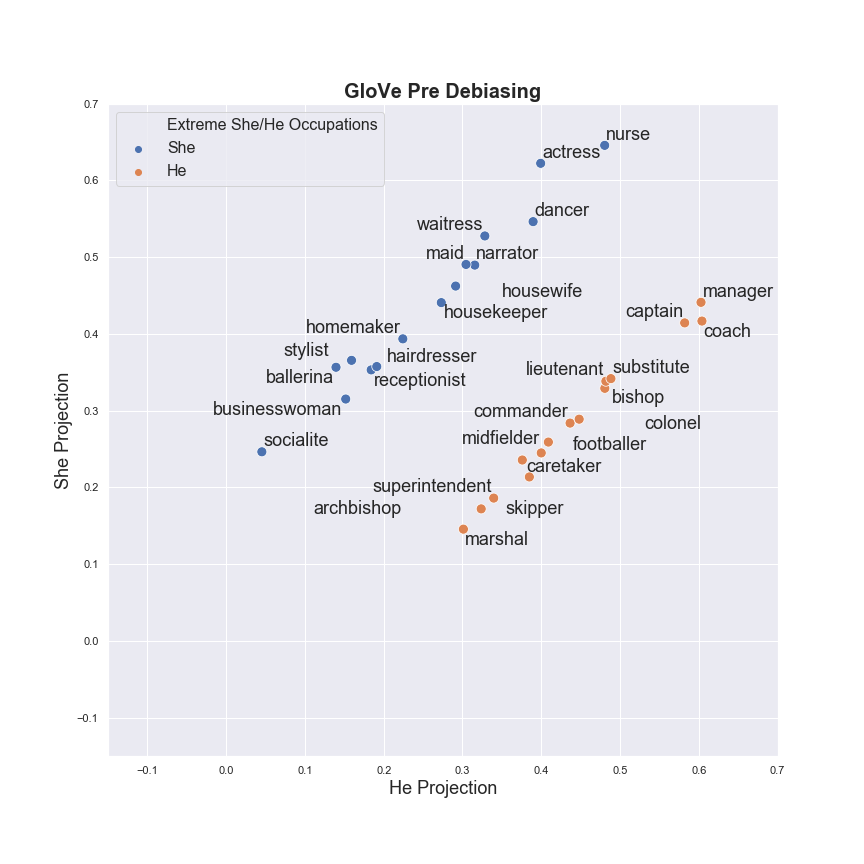 GloVe Pre Debiasing
0.7
Extreme She/He Occupations
She
He
nurse
actress
0.6
dancer
waitress
maid narrator
0.5
housewife
manager
housekeeper
captain
homemaker
coach
0.4
stylist
hairdresser
lieutenant substitute
ballerina
receptionist
bishop
businesswoman
commander
0.3
colonel
socialite
midfielder
footballer
caretaker
superintendent
0.2
archbishop
skipper
marshal
0.1
0.0
−0.1
She Projection
−0.1 0.0 0.1 0.2 0.3 0.4 0.5 0.6 0.7
He Projection